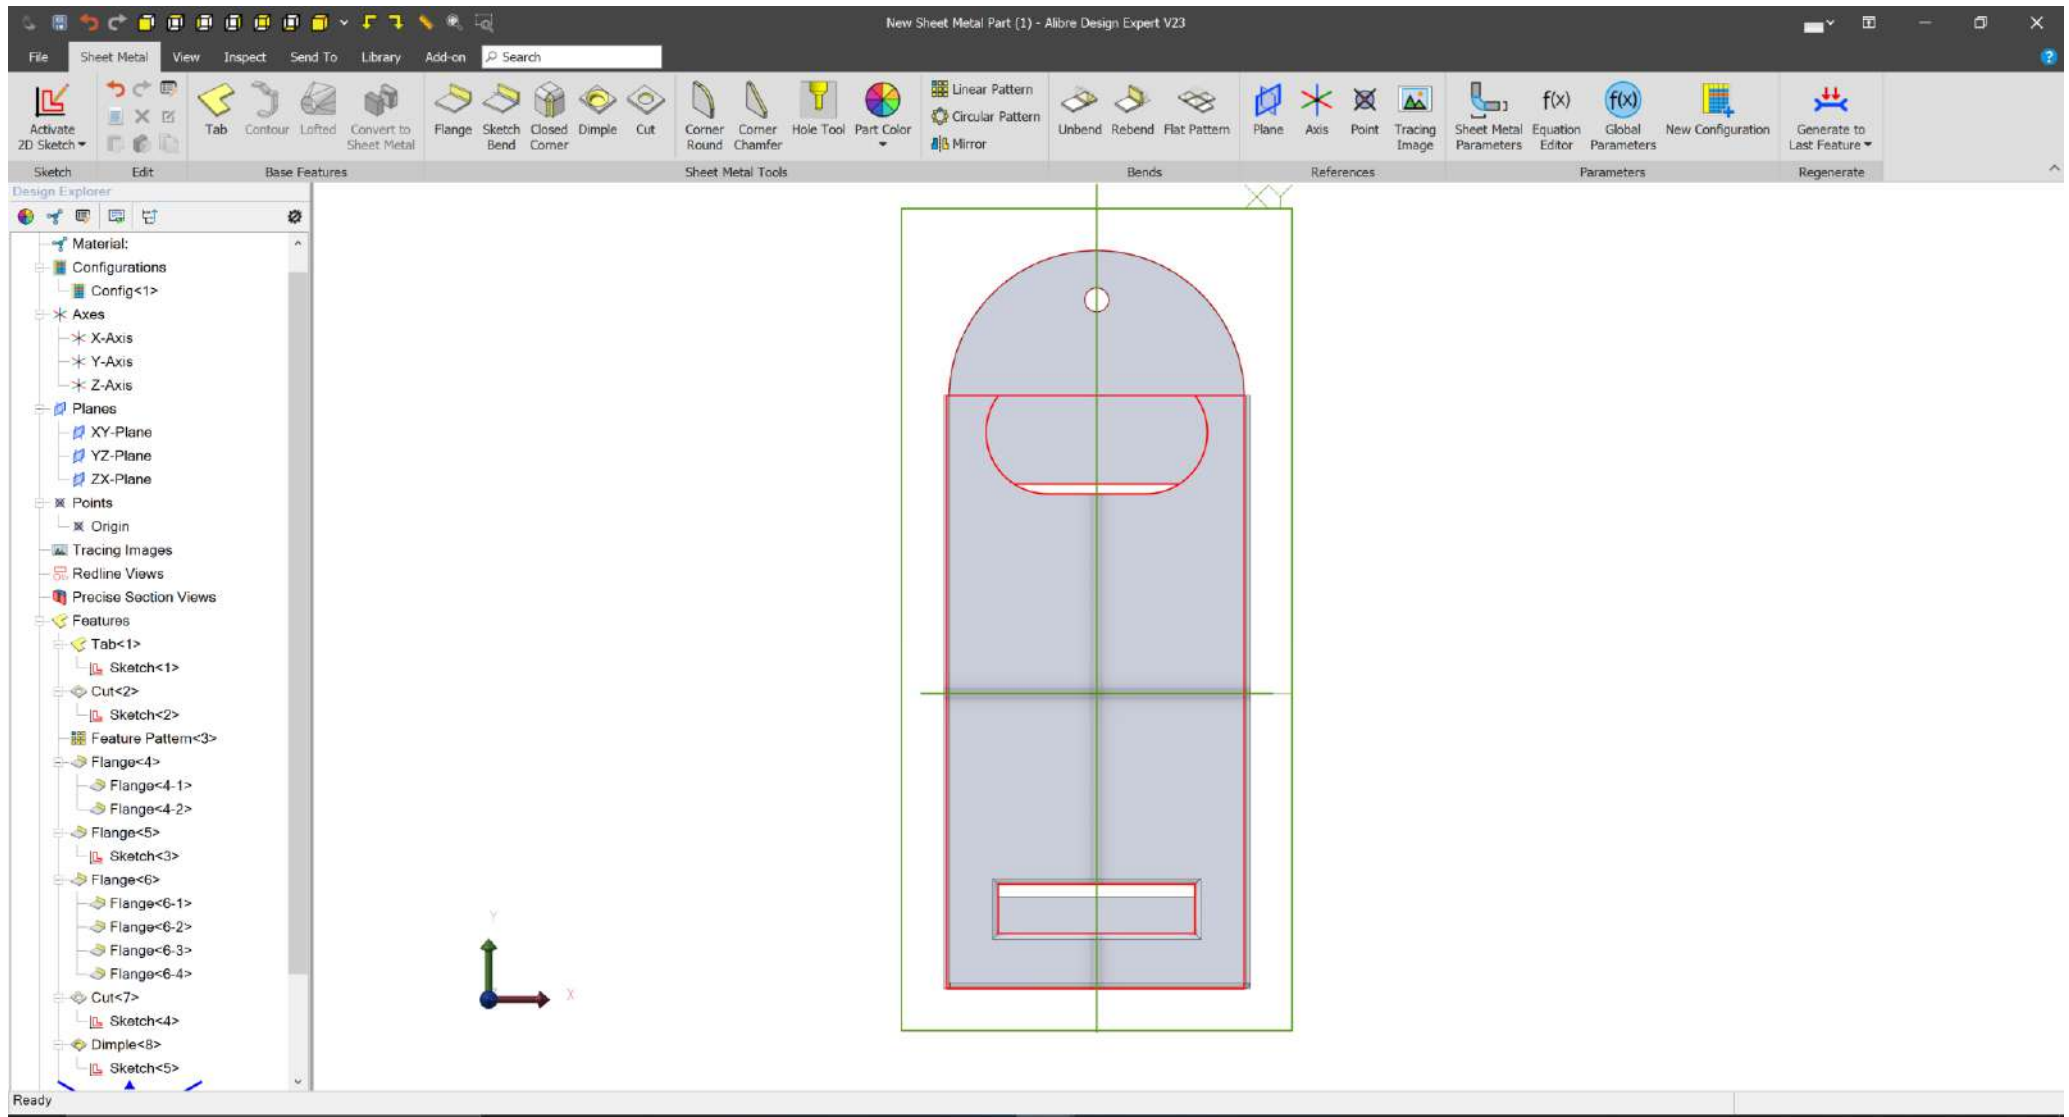 New Sheet Metal Part (1) - Alibre Design Expert V23
File Sheet Metal View Inspect Send To Library Add-on Search
Activate 2D Sketch
Tab Contour Lofted Convert to Sheet Metal
Flange Sketch Bend Closed Corner Dimple Cut
Corner Round Corner Chamfer Hole Tool Part Color
Linear Pattern
Circular Pattern
Mirror
Unbend Rebend Flat Pattern
Plane Axis Point Tracing Image
Sheet Metal Parameters Equation Editor Global Parameters New Configuration
f(x) f(x)
Generate to Last Feature
Sketch Edit Base Features Sheet Metal Tools Bends References Parameters Regenerate
Design Explorer
Material:
Configurations
Config<1>
Axes
X-Axis
Y-Axis
Z-Axis
Planes
XY-Plane
YZ-Plane
ZX-Plane
Points
Origin
Tracing Images
Redline Views
Precise Section Views
Features
Tab<1>
Sketch<1>
Cut<2>
Sketch<2>
Feature Pattern<3>
Flange<4>
Flange<4-1>
Flange<4-2>
Flange<5>
Sketch<3>
Flange<6>
Flange<6-1>
Flange<6-2>
Flange<6-3>
Flange<6-4>
Cut<7>
Sketch<4>
Dimple<8>
Sketch<5>
XY
Y
X
Ready